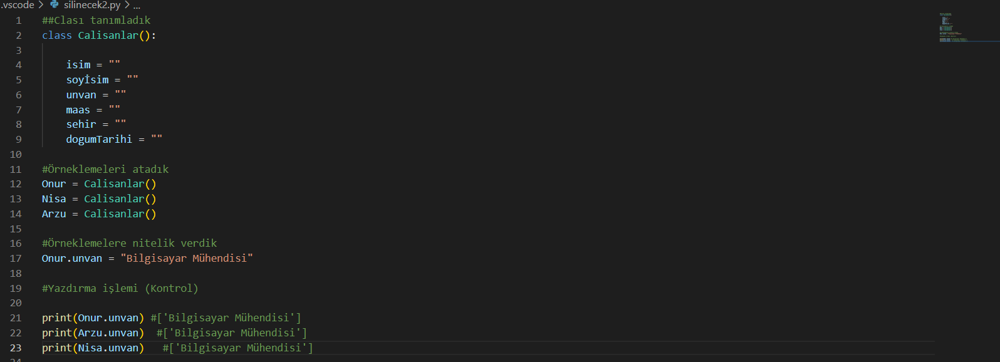 .vscode > silinecek2.py > ...
1 ##Clası tanımladık
2 class Calisanlar():
3
4 isim = ""
5 soyİsim = ""
6 unvan = ""
7 maas = ""
8 sehir = ""
9 dogumTarihi = ""
10
11 #Örneklemeleri atadık
12 Onur = Calisanlar()
13 Nisa = Calisanlar()
14 Arzu = Calisanlar()
15
16 #Örneklemelere nitelik verdik
17 Onur.unvan = "Bilgisayar Mühendisi"
18
19 #Yazdırma işlemi (Kontrol)
20
21 print(Onur.unvan) #['Bilgisayar Mühendisi']
22 print(Arzu.unvan)  #['Bilgisayar Mühendisi']
23 print(Nisa.unvan)   #['Bilgisayar Mühendisi']
24